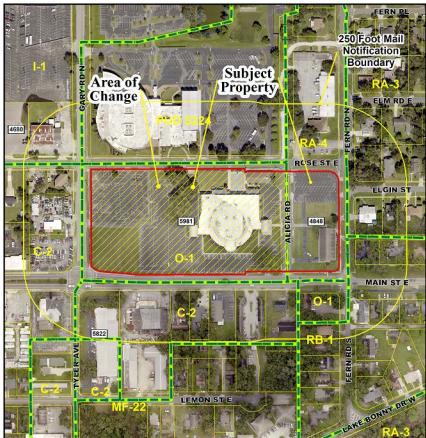 FERN PL
250 Foot Mail
Notification
Boundary
I-1
GARY RD N
Area of
Change
Subject
Property
RA-3
ELM RD E
4680
PUD 5224
FERN RD N
RA-4
ROSE ST E
ELGIN ST
5981
ALICIA RD
4848
C-2
O-1
MAIN ST E
C-2
O-1
5822
TYLER AVE
RB-1
FERN RD S
C-2
C-2
MF-22
LEMON ST E
LAKE BONNY DR W
RA-3